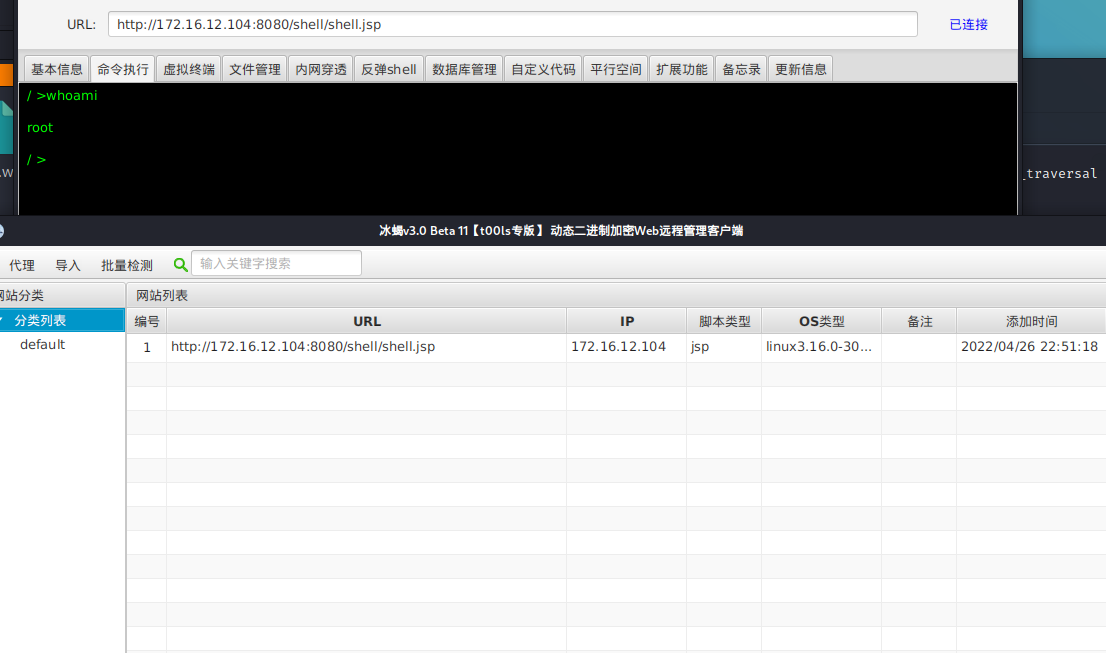 URL: http://172.16.12.104:8080/shell/shell.jsp 已连接
基本信息 命令执行 虚拟终端 文件管理 内网穿透 反弹shell 数据库管理 自定义代码 平行空间 扩展功能 备忘录 更新信息
/ >whoami
root
/ >
.w
_traversal
冰蝎v3.0 Beta 11【t00ls专版】 动态二进制加密Web远程管理客户端
代理 导入 批量检测 输入关键字搜索
网站分类 网站列表
分类列表 编号 URL IP 脚本类型 OS类型 备注 添加时间
default 1 http://172.16.12.104:8080/shell/shell.jsp 172.16.12.104 jsp linux3.16.0-30... 2022/04/26 22:51:18